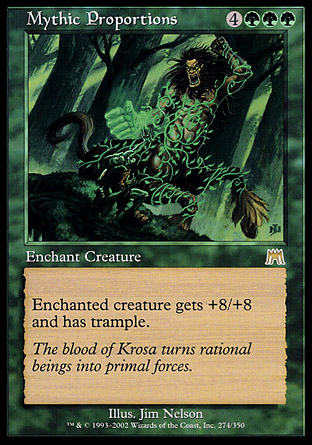 Mythic Proportions 4
Enchant Creature
Enchanted creature gets +8/+8
and has trample.
The blood of Krosa turns rational
beings into primal forces.
Illus. Jim Nelson
™ & © 1993-2002 Wizards of the Coast, Inc. 274/350